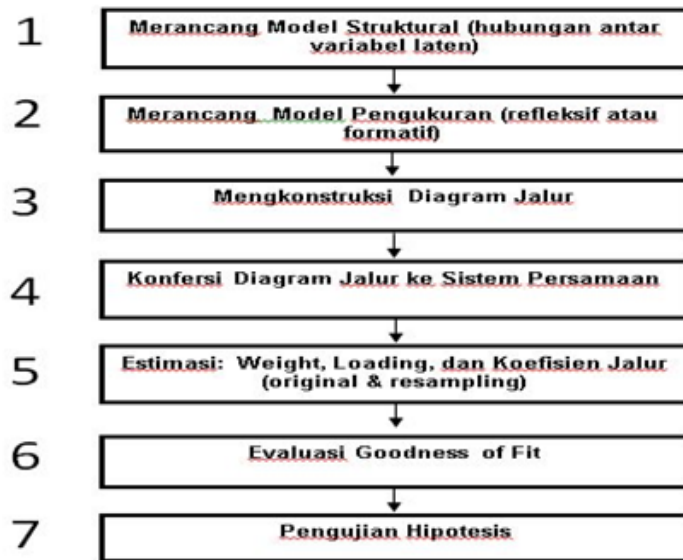 1
Merancang Model Struktural (hubungan antar
variabel laten)
2
Merancang Model Pengukuran (refleksif atau
formatif)
3
Mengkonstruksi Diagram Jalur
4
Konfersi Diagram Jalur ke Sistem Persamaan
5
Estimasi: Weight, Loading, dan Koefisien Jalur
(original & resampling)
6
Evaluasi Goodness of Fit
7
Pengujian Hipotesis